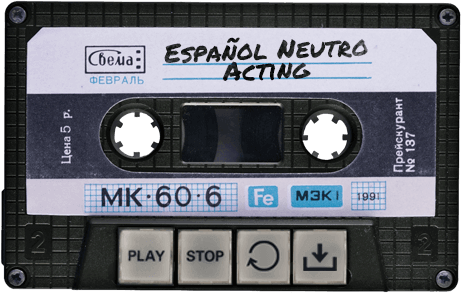 ESPAÑOL NEUTRO
ACTING
Свема
ФЕВРАЛЬ
Цена 5 р.
Прейскурант
№ 137
МК·60·6
Fe
МЭК I
1991
2
2
PLAY
STOP